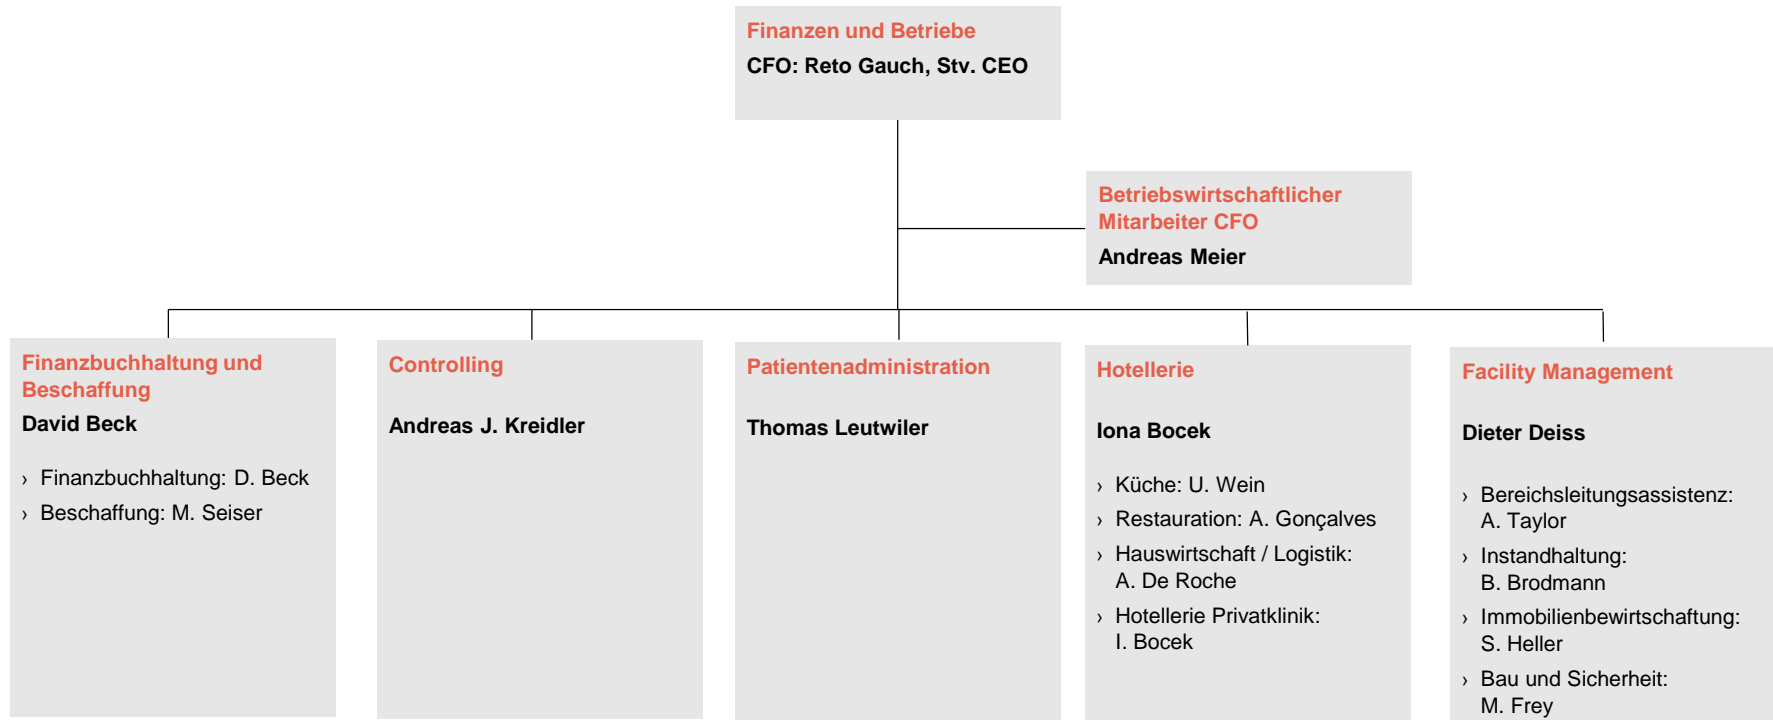 Finanzen und Betriebe
CFO: Reto Gauch, Stv. CEO
Betriebswirtschaftlicher
Mitarbeiter CFO
Andreas Meier
Finanzbuchhaltung und
Beschaffung
David Beck
› Finanzbuchhaltung: D. Beck
› Beschaffung: M. Seiser
Controlling
Andreas J. Kreidler
Patientenadministration
Thomas Leutwiler
Hotellerie
Iona Bocek
› Küche: U. Wein
› Restauration: A. Gonçalves
› Hauswirtschaft / Logistik:
A. De Roche
› Hotellerie Privatklinik:
I. Bocek
Facility Management
Dieter Deiss
› Bereichsleitungsassistenz:
A. Taylor
› Instandhaltung:
B. Brodmann
› Immobilienbewirtschaftung:
S. Heller
› Bau und Sicherheit:
M. Frey